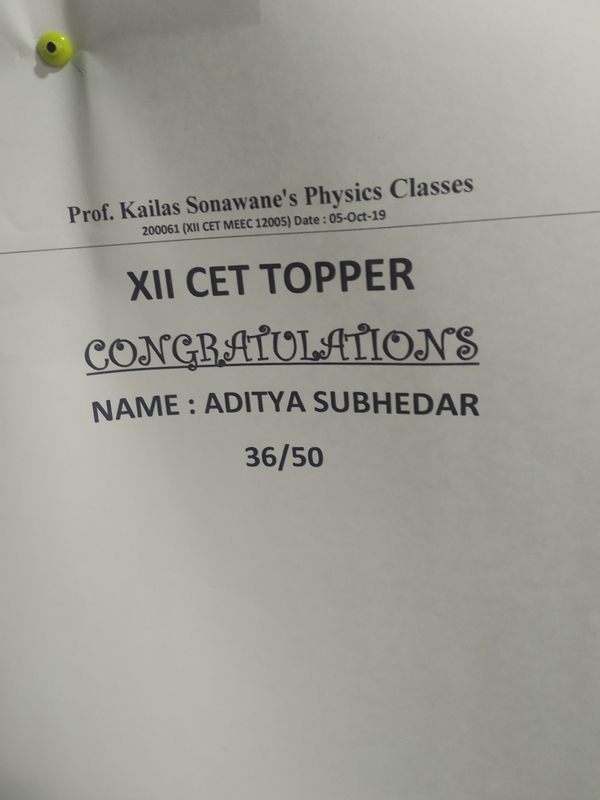 Prof. Kailas Sonawane's Physics Classes
200061 (XII CET MEEC 12005) Date : 05-Oct-19
XII CET TOPPER
CONGRATULATIONS
NAME : ADITYA SUBHEDAR
36/50